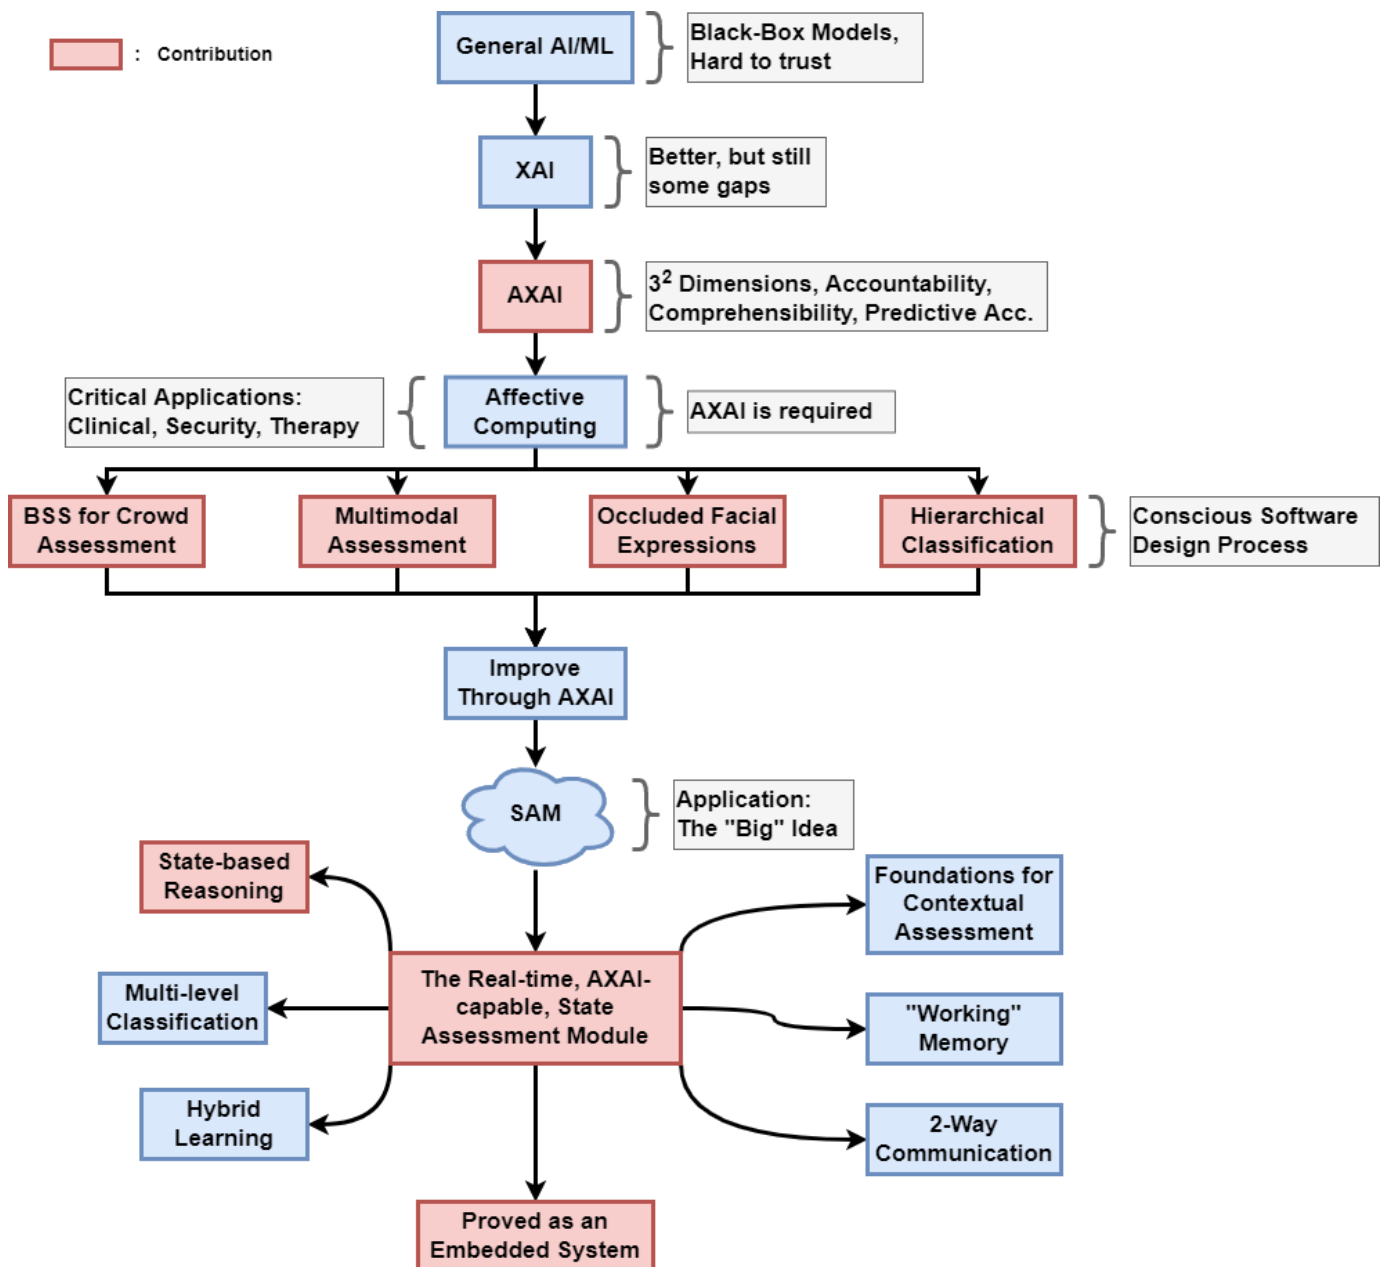 : Contribution
General AI/ML
Black-Box Models,
Hard to trust
XAI
Better, but still
some gaps
AXAI
3² Dimensions, Accountability,
Comprehensibility, Predictive Acc.
Critical Applications:
Clinical, Security, Therapy
Affective
Computing
AXAI is required
BSS for Crowd
Assessment
Multimodal
Assessment
Occluded Facial
Expressions
Hierarchical
Classification
Conscious Software
Design Process
Improve
Through AXAI
SAM
Application:
The "Big" Idea
State-based
Reasoning
Foundations for
Contextual
Assessment
Multi-level
Classification
The Real-time, AXAI-
capable, State
Assessment Module
"Working"
Memory
Hybrid
Learning
2-Way
Communication
Proved as an
Embedded System